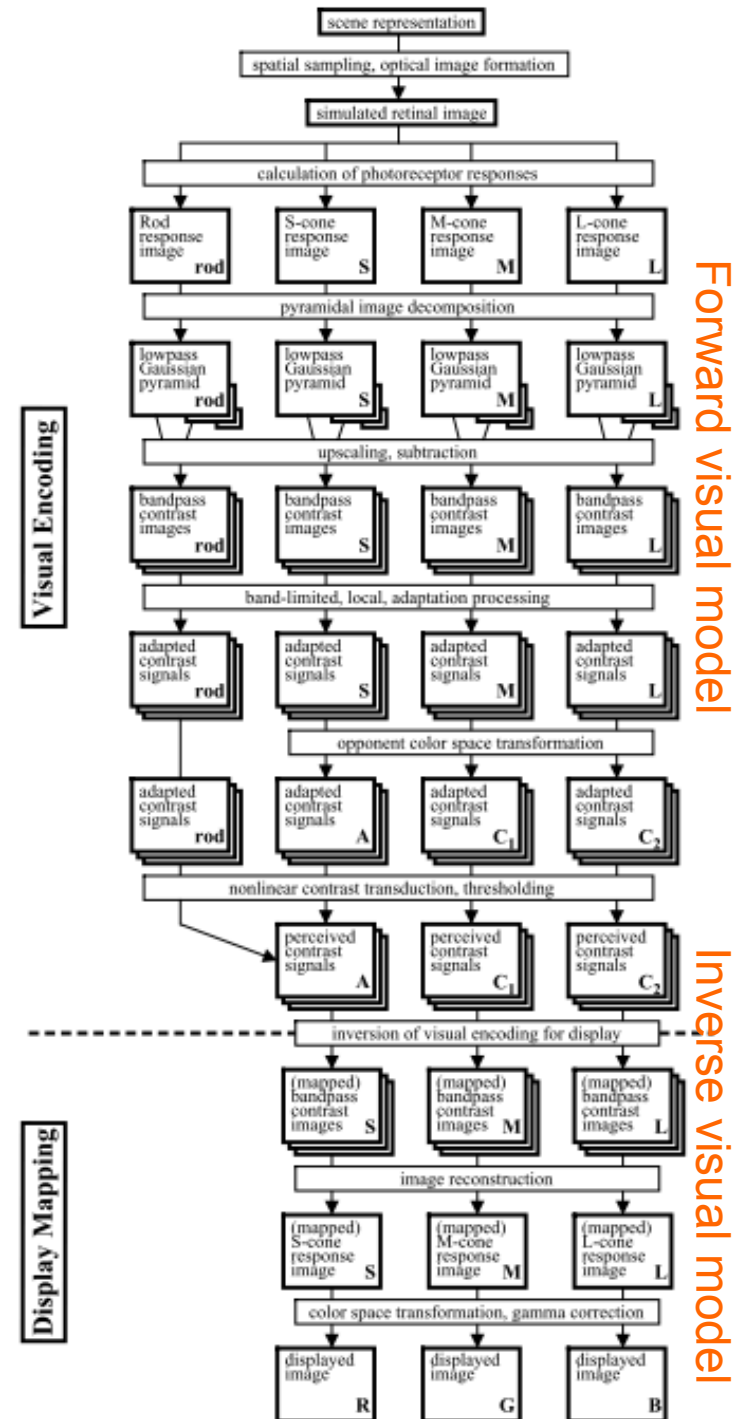 scene representation
spatial sampling, optical image formation
simulated retinal image
calculation of photoreceptor responses
Rod
response
image
rod
S-cone
response
image
S
M-cone
response
image
M
L-cone
response
image
L
pyramidal image decomposition
lowpass
Gaussian
pyramid
rod
lowpass
Gaussian
pyramid
S
lowpass
Gaussian
pyramid
M
lowpass
Gaussian
pyramid
L
upscaling, subtraction
bandpass
contrast
images
rod
bandpass
contrast
images
S
bandpass
contrast
images
M
bandpass
contrast
images
L
band-limited, local, adaptation processing
adapted
contrast
signals
rod
adapted
contrast
signals
S
adapted
contrast
signals
M
adapted
contrast
signals
L
opponent color space transformation
adapted
contrast
signals
rod
adapted
contrast
signals
A
adapted
contrast
signals
C1
adapted
contrast
signals
C2
nonlinear contrast transduction, thresholding
perceived
contrast
signals
A
perceived
contrast
signals
C1
perceived
contrast
signals
C2
Visual Encoding
Forward visual model
inversion of visual encoding for display
(mapped)
bandpass
contrast
images
S
(mapped)
bandpass
contrast
images
M
(mapped)
bandpass
contrast
images
L
image reconstruction
(mapped)
S-cone
response
image
S
(mapped)
M-cone
response
image
M
(mapped)
L-cone
response
image
L
color space transformation, gamma correction
displayed
image
R
displayed
image
G
displayed
image
B
Display Mapping
Inverse visual model